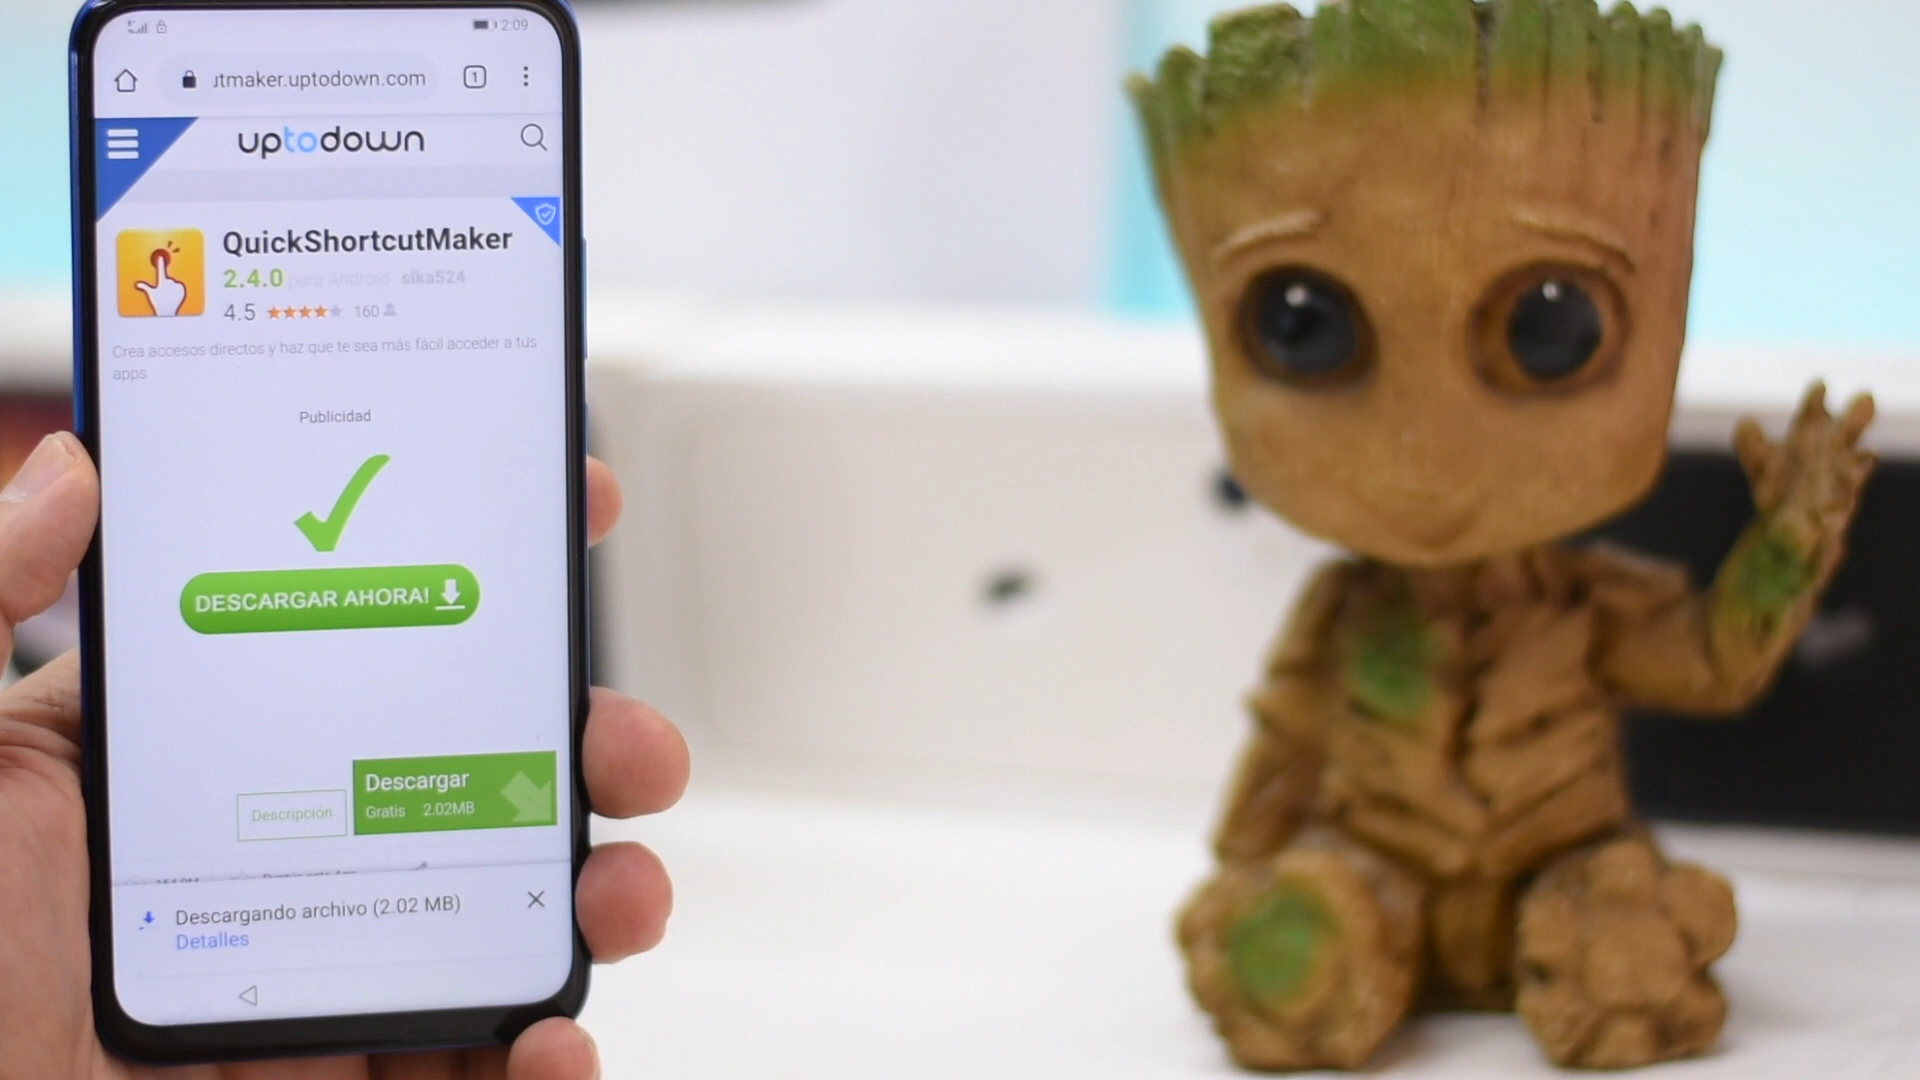 2:09
ıtmaker.uptodown.com
1
uptodown
QuickShortcutMaker
2.4.0 para Android sika524
4.5 160
Crea accesos directos y haz que te sea más fácil acceder a tus
apps
Publicidad
DESCARGAR AHORA!
Descargar
Gratis 2.02MB
Descripción
Descargando archivo (2.02 MB)
Detalles